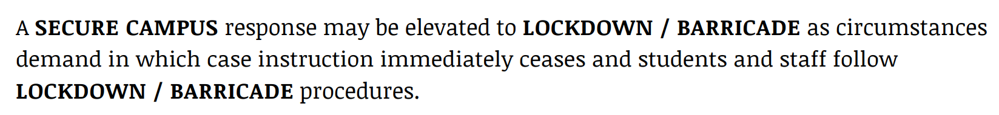 A SECURE CAMPUS response may be elevated to LOCKDOWN / BARRICADE as circumstances
demand in which case instruction immediately ceases and students and staff follow
LOCKDOWN / BARRICADE procedures.